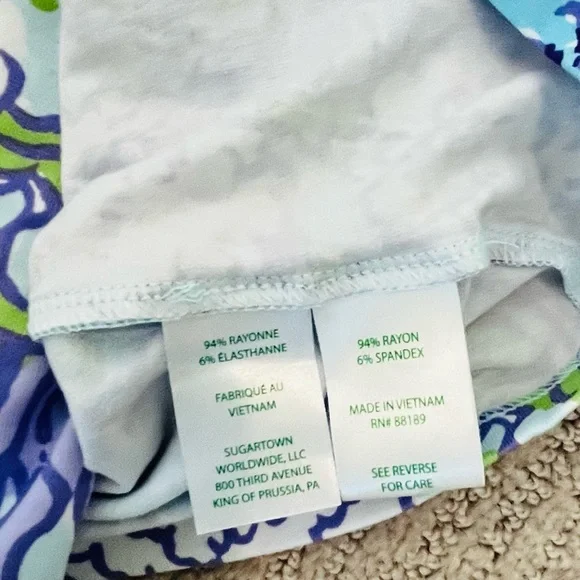 94% RAYONNE
6% ÉLASTHANNE
FABRIQUÉ AU
VIETNAM
SUGARTOWN
WORLDWIDE, LLC
800 THIRD AVENUE
KING OF PRUSSIA, PA
94% RAYON
6% SPANDEX
MADE IN VIETNAM
RN# 88189
SEE REVERSE
FOR CARE